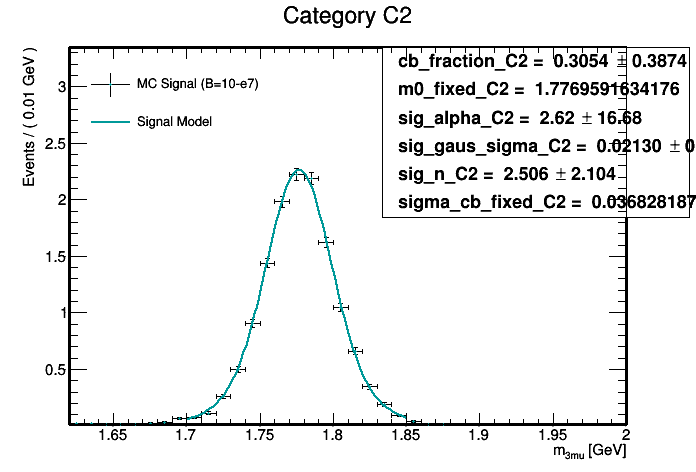 Category C2
Events / ( 0.01 GeV )
MC Signal (B=10-e7)
Signal Model
cb_fraction_C2 = 0.3054 ± 0.3874
m0_fixed_C2 = 1.7769591634176
sig_alpha_C2 = 2.62 ± 16.68
sig_gaus_sigma_C2 = 0.02130 ± 0
sig_n_C2 = 2.506 ± 2.104
sigma_cb_fixed_C2 = 0.036828187
3
2.5
2
1.5
1
0.5
1.65 1.7 1.75 1.8 1.85 1.9 1.95 2
m3mu [GeV]